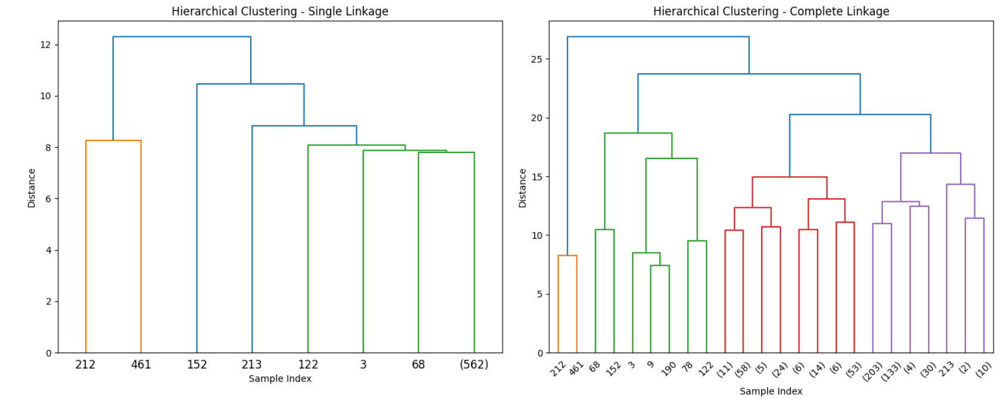 Hierarchical Clustering - Single Linkage
12
10
8
6
4
2
0
Distance
212 461 152 213 122 3 68 (562)
Sample Index
Hierarchical Clustering - Complete Linkage
25
20
15
10
5
0
Distance
212 461 68 152 3 9 190 78 122 (11) (58) (5) (24) (6) (14) (6) (53) (203) (133) (4) (30) 213 (2) (10)
Sample Index